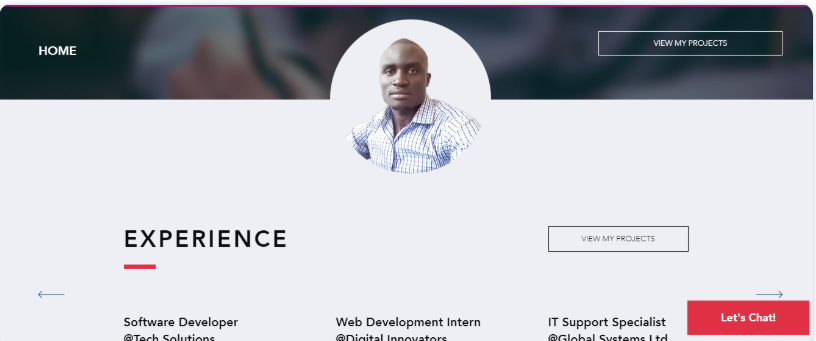 HOME
VIEW MY PROJECTS
EXPERIENCE
VIEW MY PROJECTS
Software Developer
@Tech Solutions
Web Development Intern
@Digital Innovators
IT Support Specialist
@Global Systems Ltd
Let's Chat!